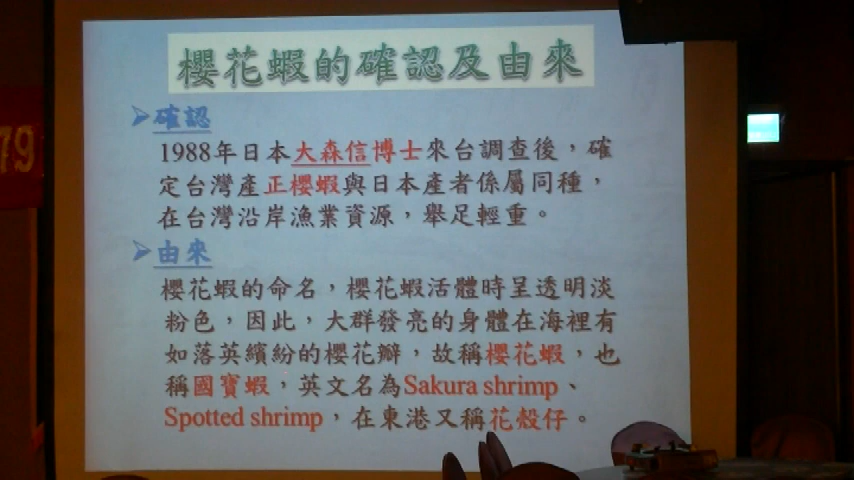 櫻花蝦的確認及由來
確認
1988年日本大森信博士來台調查後，確
定台灣產正櫻蝦與日本產者係屬同種，
在台灣沿岸漁業資源，舉足輕重。
由來
櫻花蝦的命名，櫻花蝦活體時呈透明淡
粉色，因此，大群發亮的身體在海裡有
如落英繽紛的櫻花瓣，故稱櫻花蝦，也
稱國寶蝦，英文名為Sakura shrimp、
Spotted shrimp，在東港又稱花殼仔。
79